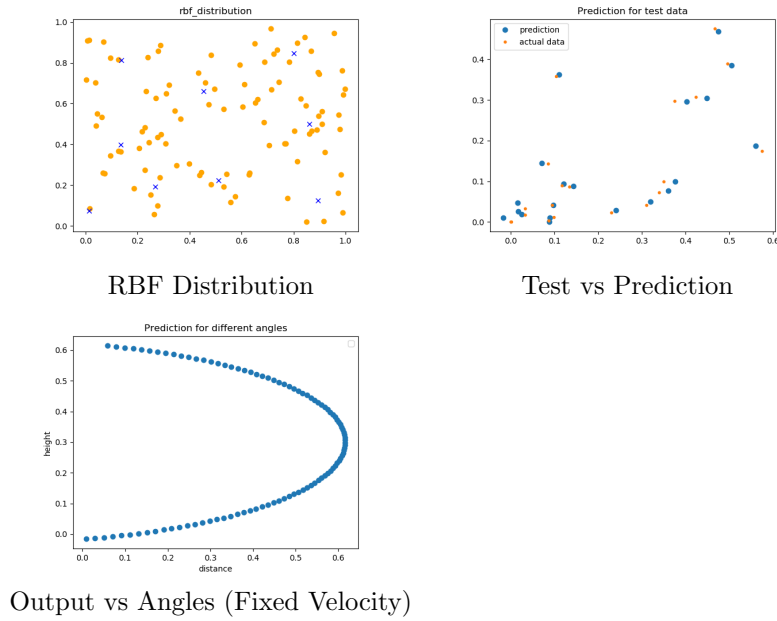 rbf_distribution
1.0
0.8
0.6
0.4
0.2
0.0
0.0 0.2 0.4 0.6 0.8 1.0
RBF Distribution
Prediction for test data
prediction
actual data
0.4
0.3
0.2
0.1
0.0
0.0 0.1 0.2 0.3 0.4 0.5 0.6
Test vs Prediction
Prediction for different angles
height
0.6
0.5
0.4
0.3
0.2
0.1
0.0
0.0 0.1 0.2 0.3 0.4 0.5 0.6
distance
Output vs Angles (Fixed Velocity)